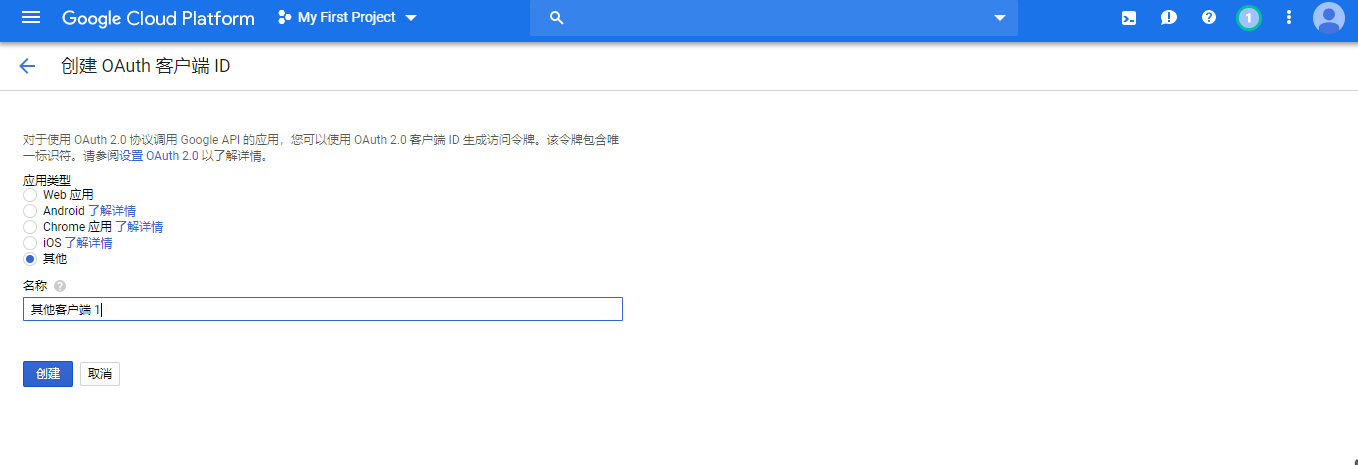 Google Cloud Platform My First Project 1
创建 OAuth 客户端 ID
对于使用 OAuth 2.0 协议调用 Google API 的应用，您可以使用 OAuth 2.0 客户端 ID 生成访问令牌。该令牌包含唯
一标识符。请参阅设置 OAuth 2.0 以了解详情。
应用类型
Web 应用
Android 了解详情
Chrome 应用 了解详情
iOS 了解详情
其他
名称 ?
其他客户端 1
创建 取消